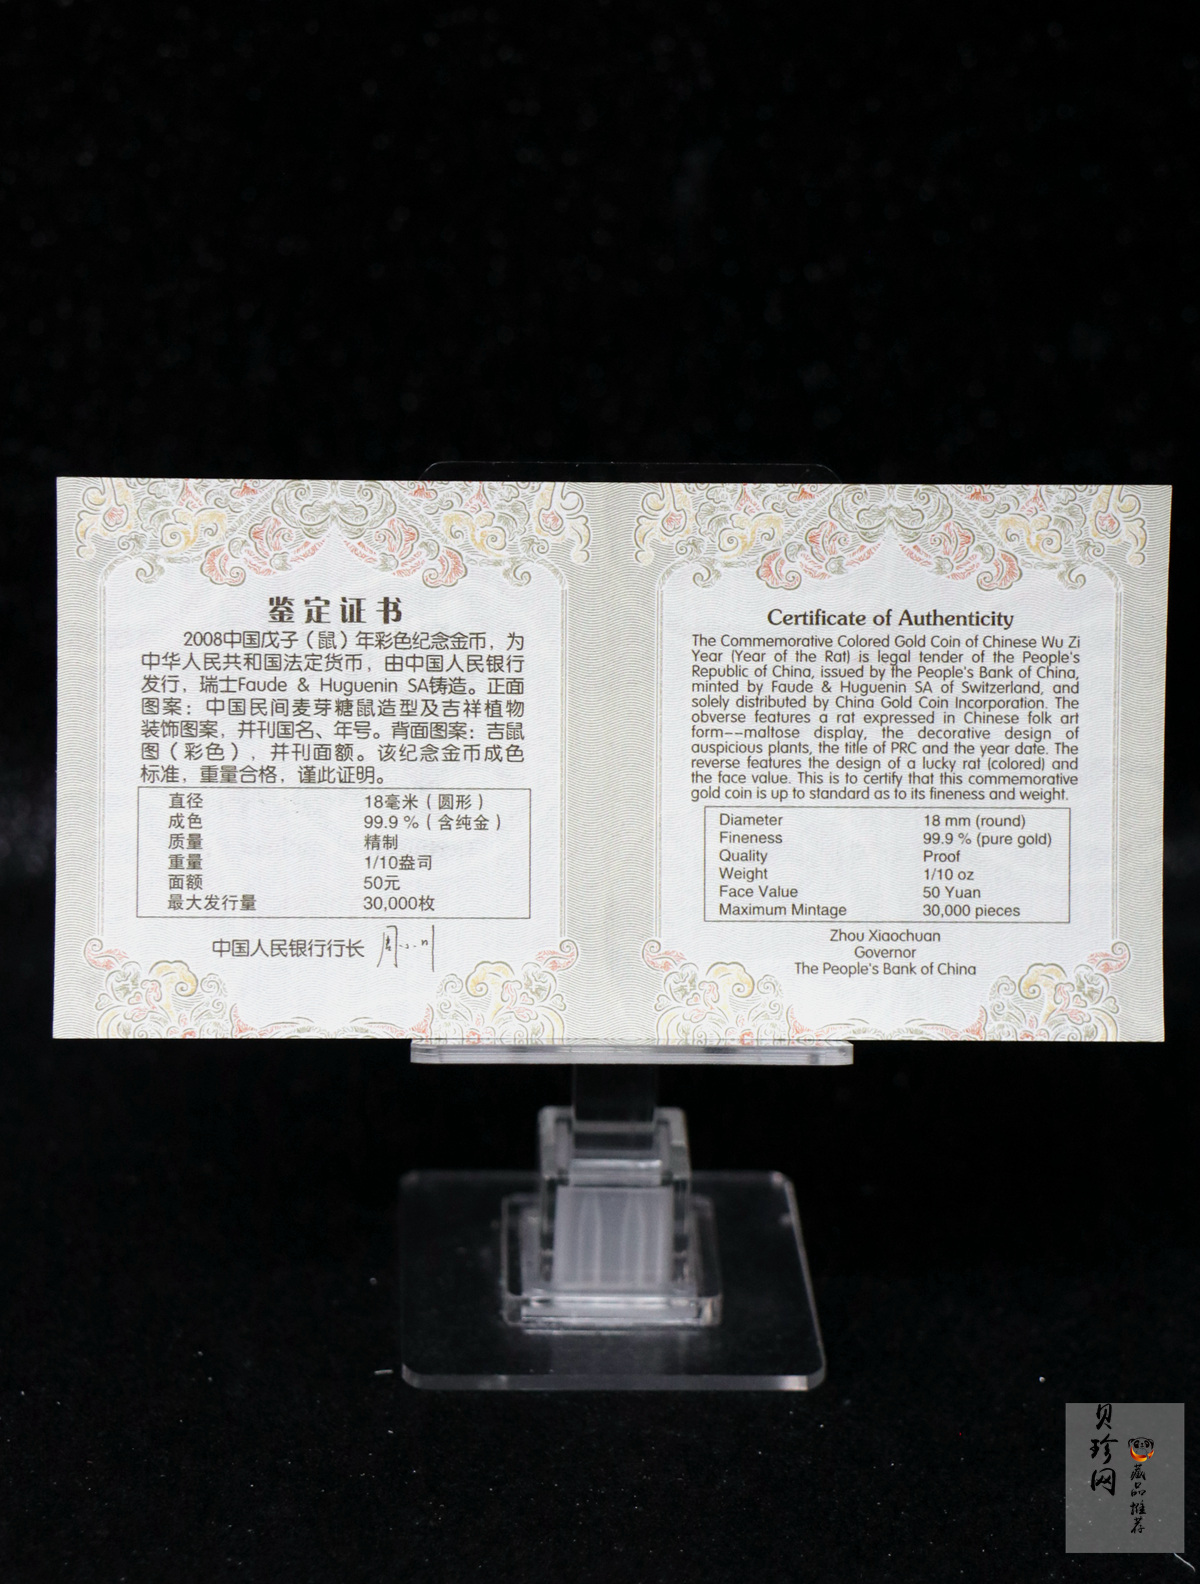 鉴定证书
2008中国戊子（鼠）年彩色纪念金币，为
中华人民共和国法定货币，由中国人民银行
发行，瑞士Faude & Huguenin SA铸造。正面
图案：中国民间麦芽糖鼠造型及吉祥植物
装饰图案，并刊国名、年号。背面图案：吉鼠
图（彩色），并刊面额。该纪念金币成色
标准，重量合格，谨此证明。
直径 18毫米（圆形）
成色 99.9 %（含纯金）
质量 精制
重量 1/10盎司
面额 50元
最大发行量 30,000枚
中国人民银行行长 周小川
Certificate of Authenticity
The Commemorative Colored Gold Coin of Chinese Wu Zi
Year (Year of the Rat) is legal tender of the People's
Republic of China, issued by the People's Bank of China,
minted by Faude & Huguenin SA of Switzerland, and
solely distributed by China Gold Coin Incorporation. The
obverse features a rat expressed in Chinese folk art
form--maltose display, the decorative design of
auspicious plants, the title of PRC and the year date. The
reverse features the design of a lucky rat (colored) and
the face value. This is to certify that this commemorative
gold coin is up to standard as to its fineness and weight.
Diameter 18 mm (round)
Fineness 99.9 % (pure gold)
Quality Proof
Weight 1/10 oz
Face Value 50 Yuan
Maximum Mintage 30,000 pieces
Zhou Xiaochuan
Governor
The People's Bank of China
贝珍网
藏品推荐